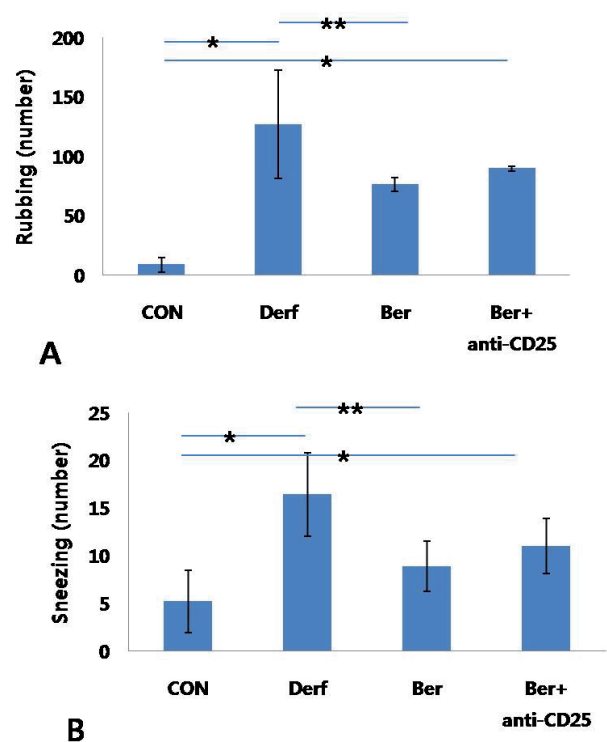 **
200
*
*
150
100
50
0
Rubbing (number)
CON
Derf
Ber
Ber+
anti-CD25
A
25
**
*
20
*
15
10
5
0
Sneezing (number)
CON
Derf
Ber
Ber+
anti-CD25
B